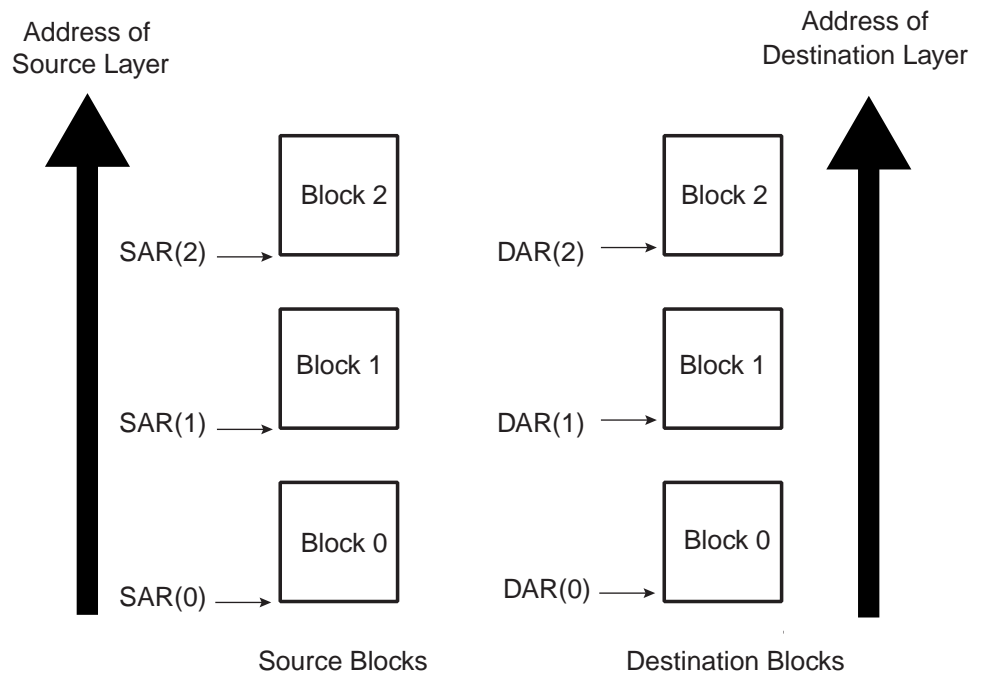 Address of
Source Layer
Address of
Destination Layer
Block 2
Block 2
SAR(2)
DAR(2)
Block 1
Block 1
SAR(1)
DAR(1)
Block 0
Block 0
SAR(0)
DAR(0)
Source Blocks
Destination Blocks